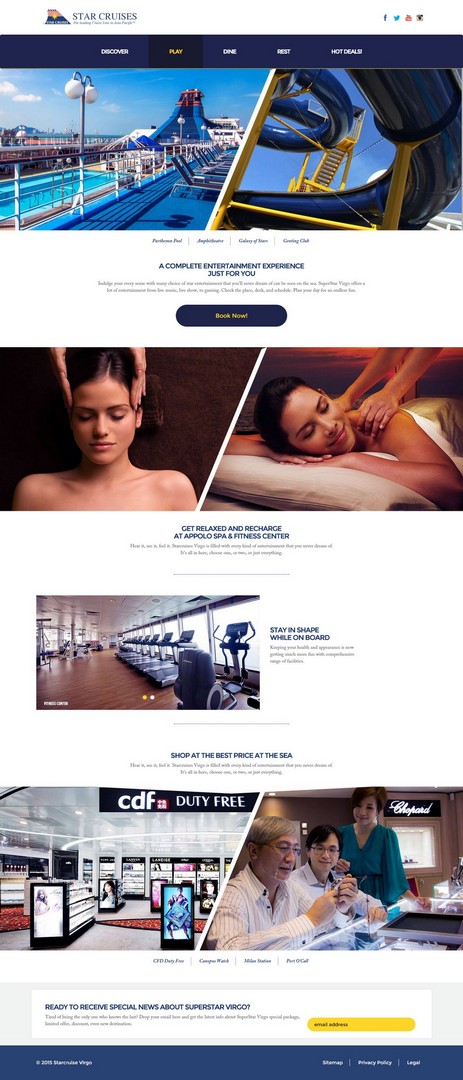 STAR CRUISES
The leading Cruise Line in Asia Pacific
STAR CRUISES
DISCOVER
PLAY
DINE
REST
HOT DEALS!
Parthenon Pool
Amphitheatre
Galaxy of Stars
Genting Club
A COMPLETE ENTERTAINMENT EXPERIENCE
JUST FOR YOU
Indulge your every sense with many choice of our entertainment that you'll never dream of can be seen on the sea. SuperStar Virgo offers a
lot of entertainment from live music, live show, to gaming. Check the place, deck, and schedule. Plan your day for an endless fun.
Book Now!
GET RELAXED AND RECHARGE
AT APPOLO SPA & FITNESS CENTER
Hear it, see it, feel it. Starcruises Virgo is filled with every kind of entertainment that you never dream of.
It's all in here, choose one, or two, or just everything.
FITNESS CENTER
STAY IN SHAPE
WHILE ON BOARD
Keeping your health and appearance is now
getting much more fun with comprehensive
range of facilities.
SHOP AT THE BEST PRICE AT THE SEA
Hear it, see it, feel it. Starcruises Virgo is filled with every kind of entertainment that you never dream of.
It's all in here, choose one, or two, or just everything.
cdf 中免 免税 DUTY FREE
Chopard
LANCÔME
CFD Duty Free
Canopus Watch
Milan Station
Port O'Call
READY TO RECEIVE SPECIAL NEWS ABOUT SUPERSTAR VIRGO?
Tired of being the only one who knows the last? Drop your email here and get the latest info about SuperStar Virgo special package,
limited offer, discount, even new destination.
email address
© 2015 Starcruise Virgo
Sitemap
Privacy Policy
Legal